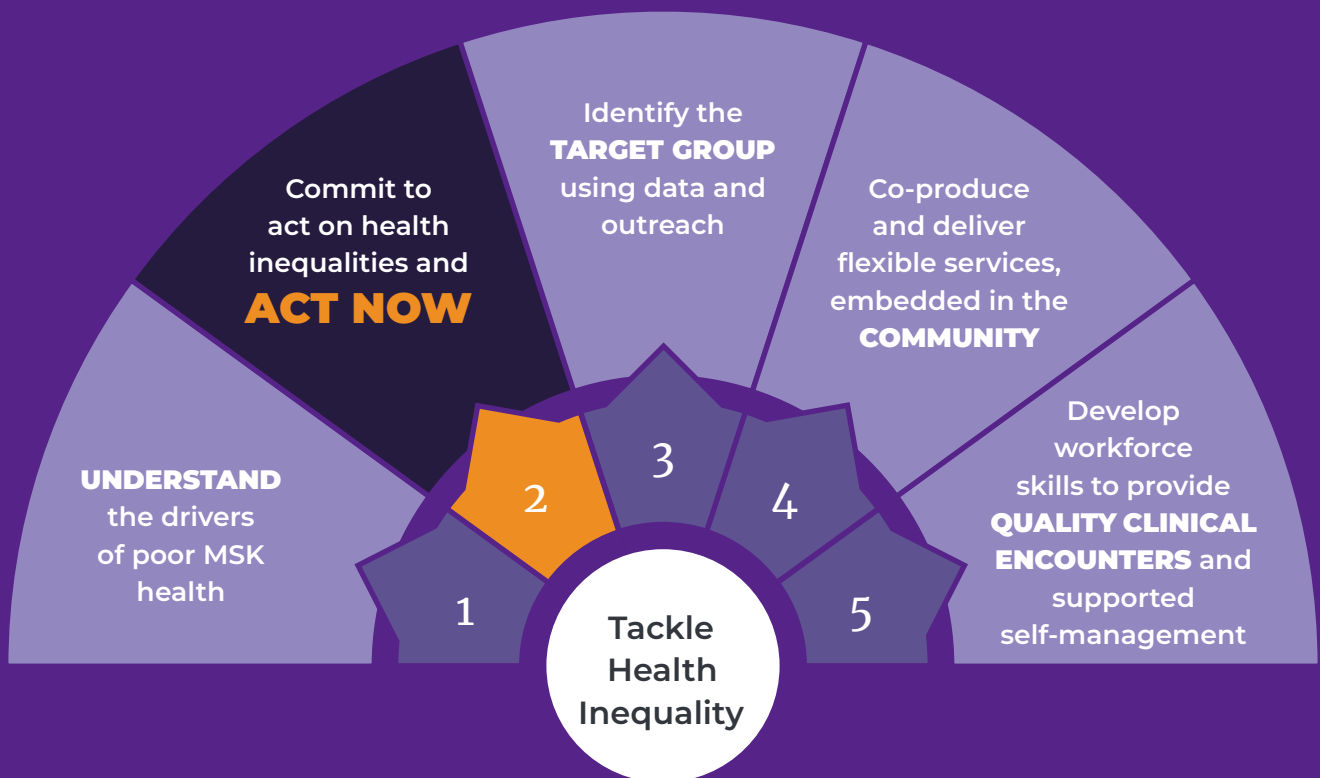 UNDERSTAND
the drivers
of poor MSK
health
1
Commit to
act on health
inequalities and
ACT NOW
2
Identify the
TARGET GROUP
using data and
outreach
3
Co-produce
and deliver
flexible services,
embedded in the
COMMUNITY
4
Develop
workforce
skills to provide
QUALITY CLINICAL
ENCOUNTERS and
supported
self-management
5
Tackle
Health
Inequality